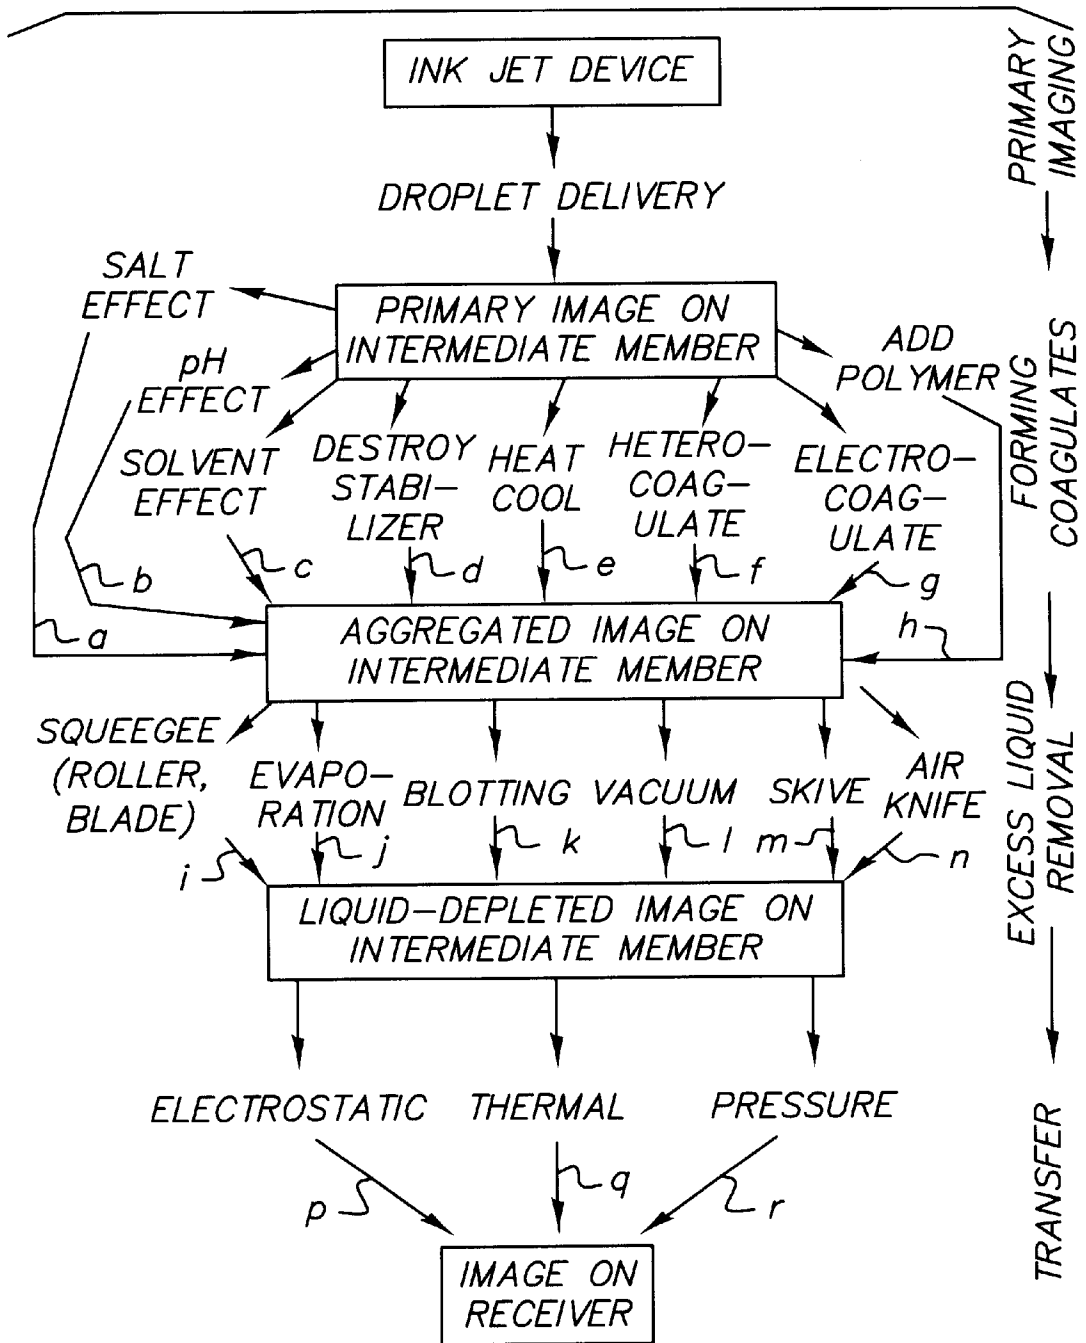 INK JET DEVICE
DROPLET DELIVERY
PRIMARY IMAGE ON
INTERMEDIATE MEMBER
SALT
EFFECT
pH
EFFECT
SOLVENT
EFFECT
DESTROY
STABI-
LIZER
HEAT
COOL
HETERO-
COAG-
ULATE
ELECTRO-
COAG-
ULATE
ADD
POLYMER
a
b
c
d
e
f
g
h
AGGREGATED IMAGE ON
INTERMEDIATE MEMBER
SQUEEGEE
(ROLLER,
BLADE)
EVAPO-
RATION
BLOTTING
VACUUM
SKIVE
AIR
KNIFE
i
j
k
l
m
n
LIQUID-DEPLETED IMAGE ON
INTERMEDIATE MEMBER
ELECTROSTATIC
THERMAL
PRESSURE
p
q
r
IMAGE ON
RECEIVER
PRIMARY
IMAGING
FORMING
COAGULATES
EXCESS LIQUID
REMOVAL
TRANSFER